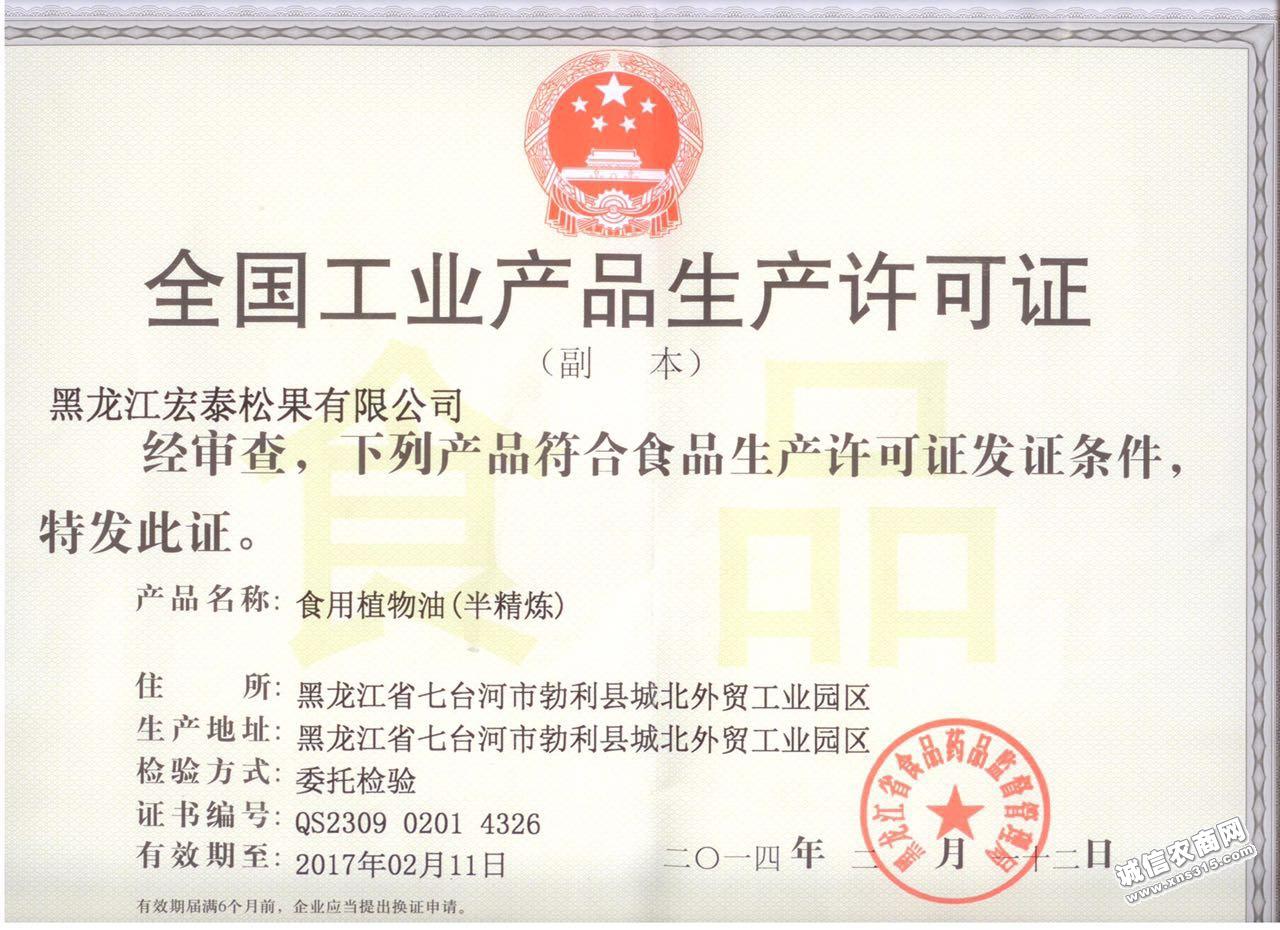 全国工业产品生产许可证
（副 本）
黑龙江宏泰松果有限公司
经审查，下列产品符合食品生产许可证发证条件，
特发此证。
食品
产品名称: 食用植物油(半精炼)
住 所: 黑龙江省七台河市勃利县城北外贸工业园区
生产地址: 黑龙江省七台河市勃利县城北外贸工业园区
检验方式: 委托检验
证书编号: QS2309 0201 4326
有效期至: 2017年02月11日
黑龙江省食品药品监督管理局
二〇一四 年 二 月 十二日
有效期届满6个月前，企业应当提出换证申请。
诚信农商网
www.xns315.com